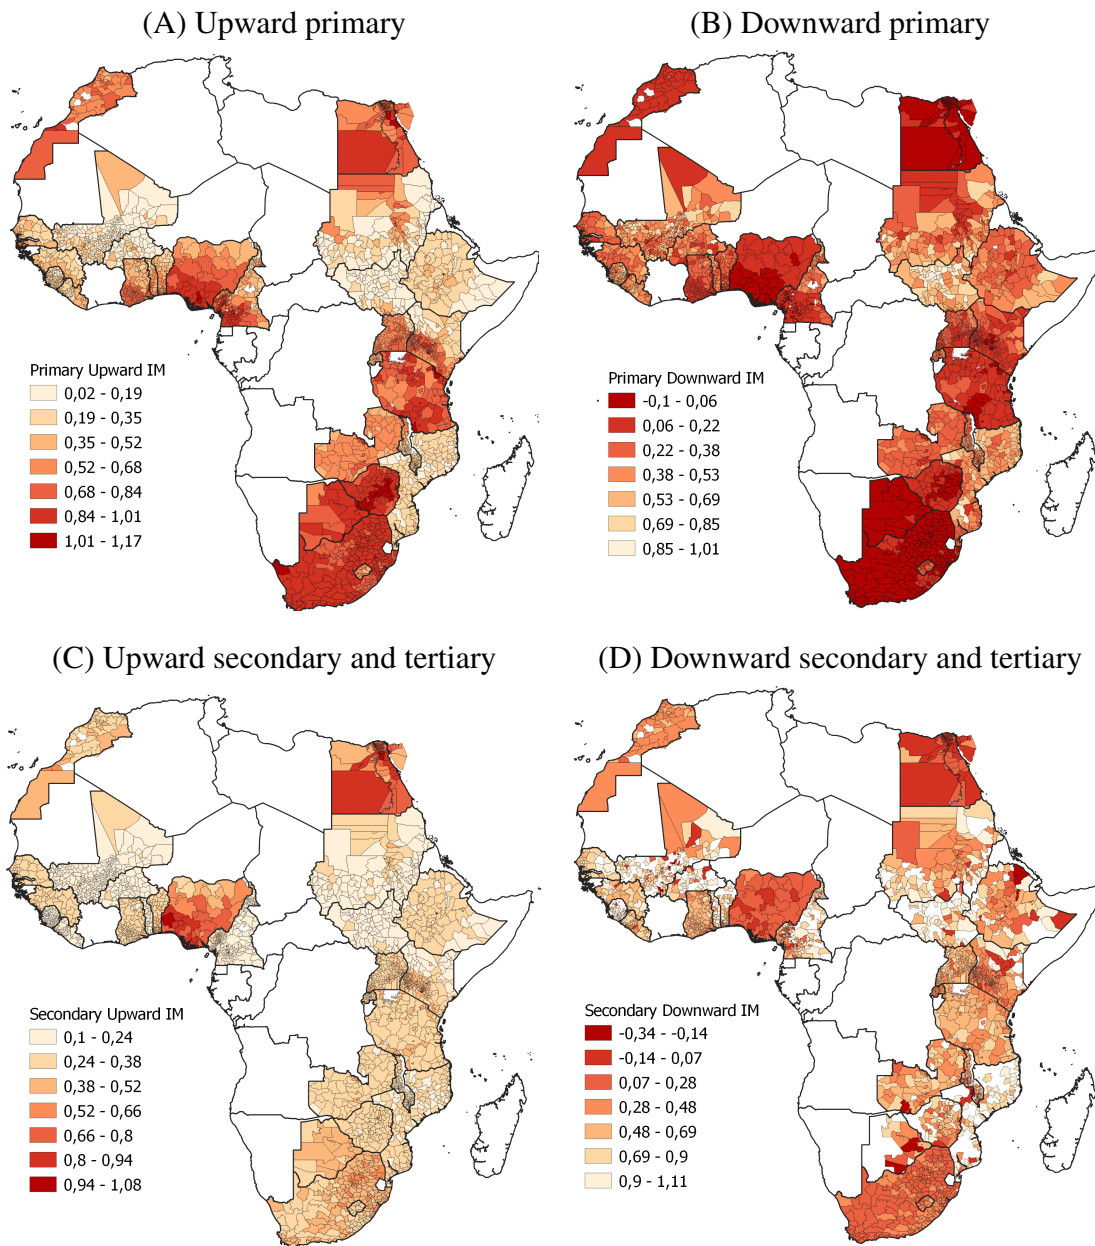 (A) Upward primary
(B) Downward primary
Primary Upward IM
0,02 - 0,19
0,19 - 0,35
0,35 - 0,52
0,52 - 0,68
0,68 - 0,84
0,84 - 1,01
1,01 - 1,17
Primary Downward IM
-0,1 - 0,06
0,06 - 0,22
0,22 - 0,38
0,38 - 0,53
0,53 - 0,69
0,69 - 0,85
0,85 - 1,01
(C) Upward secondary and tertiary
(D) Downward secondary and tertiary
Secondary Upward IM
0,1 - 0,24
0,24 - 0,38
0,38 - 0,52
0,52 - 0,66
0,66 - 0,8
0,8 - 0,94
0,94 - 1,08
Secondary Downward IM
-0,34 - -0,14
-0,14 - 0,07
0,07 - 0,28
0,28 - 0,48
0,48 - 0,69
0,69 - 0,9
0,9 - 1,11